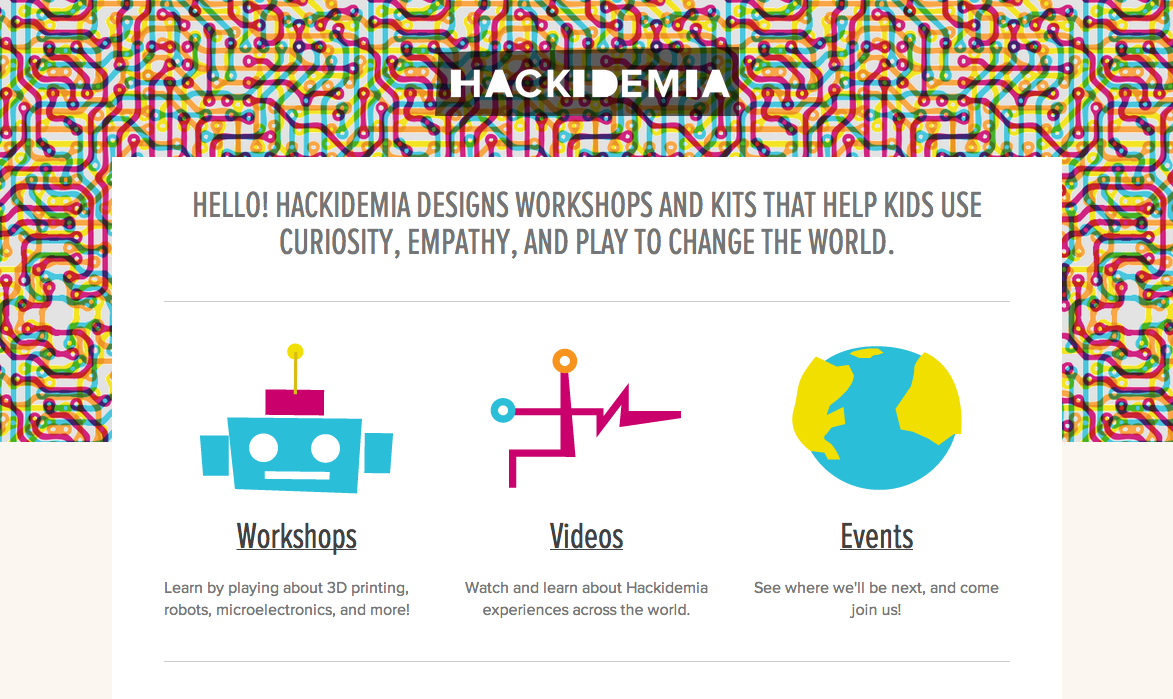 HACKIDEMIA
HELLO! HACKIDEMIA DESIGNS WORKSHOPS AND KITS THAT HELP KIDS USE
CURIOSITY, EMPATHY, AND PLAY TO CHANGE THE WORLD.
Workshops
Learn by playing about 3D printing,
robots, microelectronics, and more!
Videos
Watch and learn about Hackidemia
experiences across the world.
Events
See where we'll be next, and come
join us!